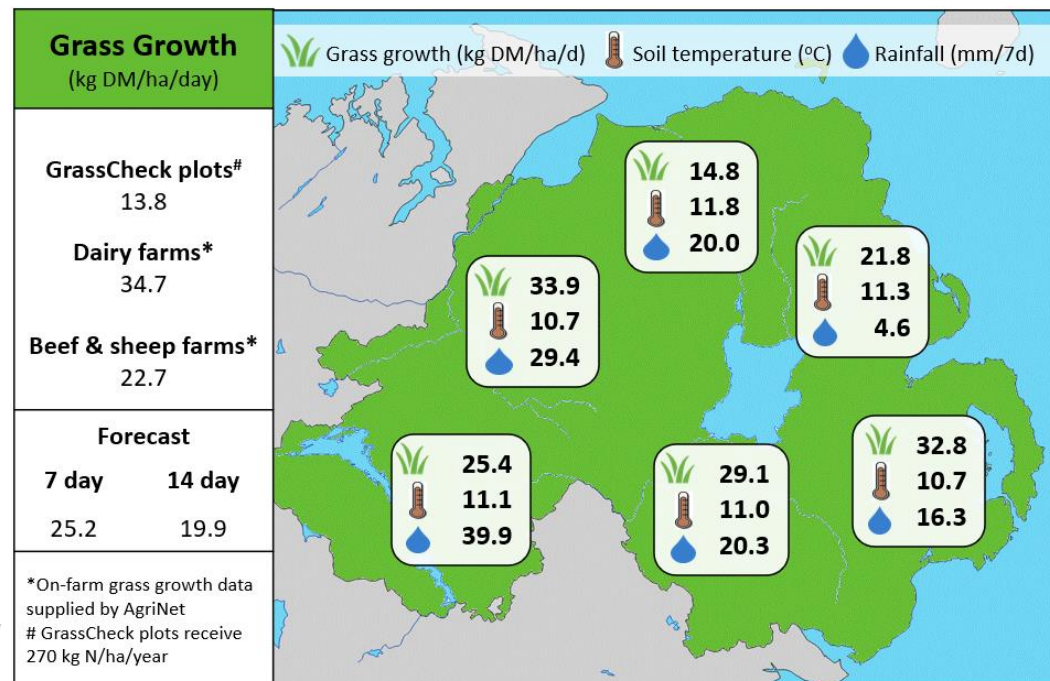 Grass Growth
(kg DM/ha/day)
GrassCheck plots#
13.8
Dairy farms*
34.7
Beef & sheep farms*
22.7
Forecast
7 day 14 day
25.2 19.9
*On-farm grass growth data
supplied by AgriNet
# GrassCheck plots receive
270 kg N/ha/year
Grass growth (kg DM/ha/d) Soil temperature (°C) Rainfall (mm/7d)
14.8
11.8
20.0
21.8
11.3
4.6
33.9
10.7
29.4
25.4
11.1
39.9
29.1
11.0
20.3
32.8
10.7
16.3